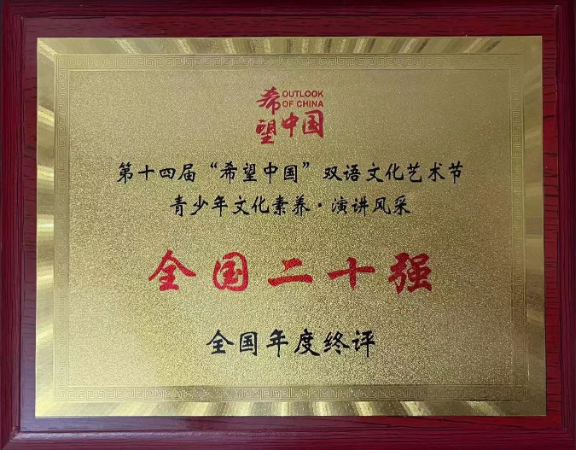 希望中国
OUTLOOK
OF CHINA
第十四届“希望中国”双语文化艺术节
青少年文化素养·演讲风采
全国二十强
全国年度终评